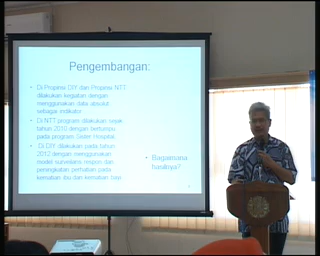 Pengembangan:
• Di Propinsi DIY dan Propinsi NTT
dilakukan kegiatan dengan
menggunakan data absolut
sebagai indikator
• Di NTT program dilakukan sejak
tahun 2010 dengan bertumpu
pada program Sister Hospital.
• Di DIY dilakukan pada tahun
2012 dengan menggunakan
model surveilans respon dan
peningkatan perhatian pada
kematian ibu dan kematian bayi
• Bagaimana
hasilnya?